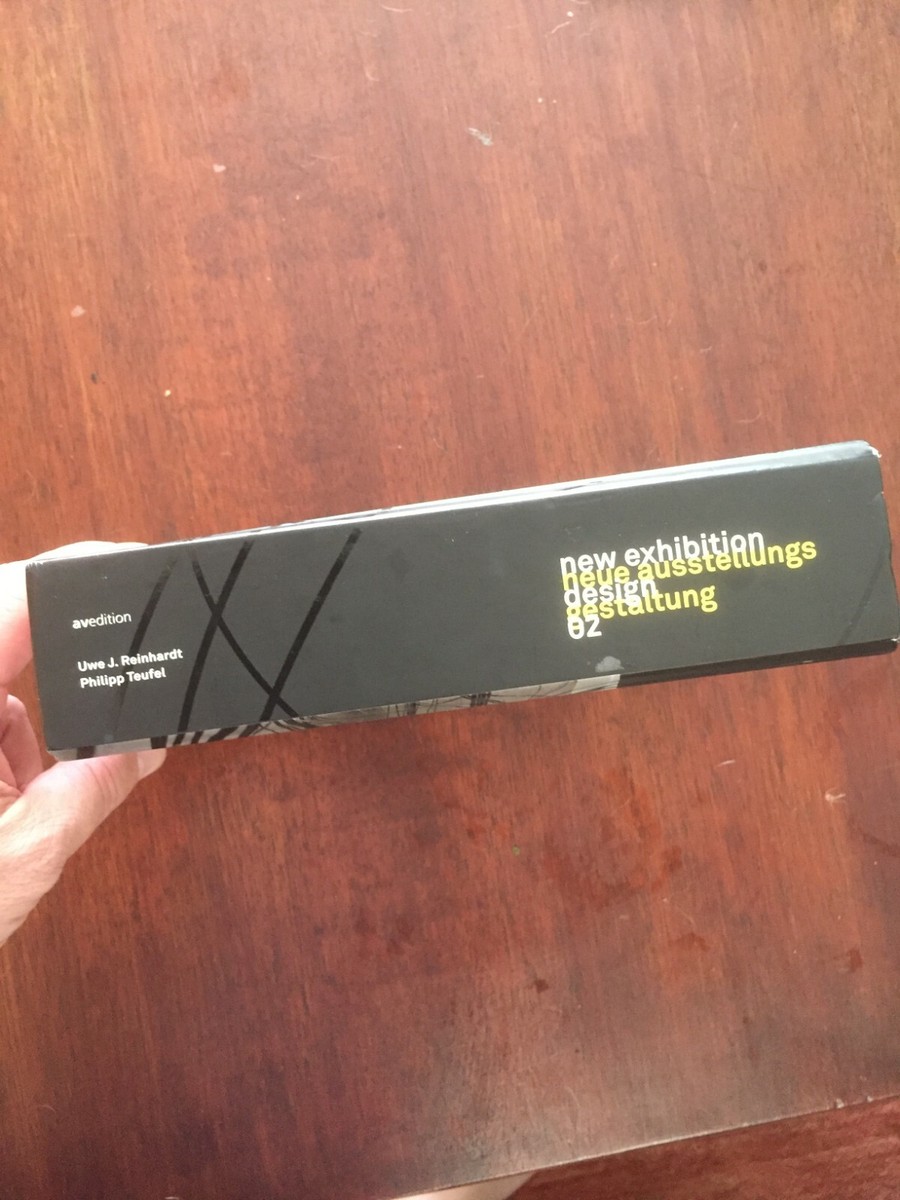 avedition
Uwe J. Reinhardt
Philipp Teufel
new exhibition
neue ausstellungs
design
gestaltung
02